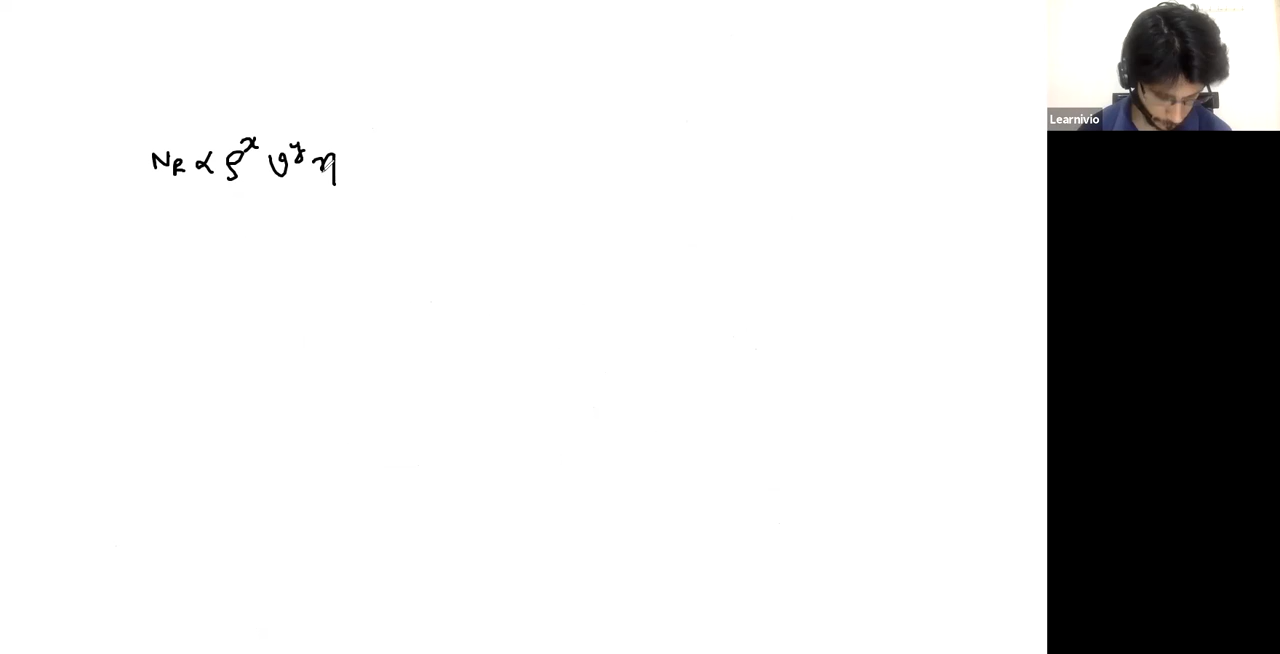 N_R ∝ ρ^x v^y η
Learnivio